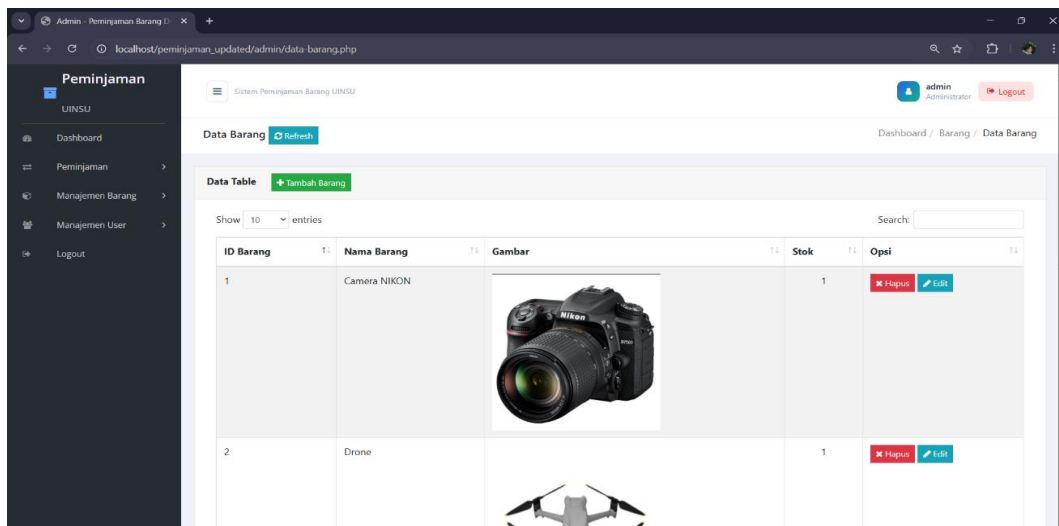 Admin - Peminjaman Barang D
localhost/peminjaman_updated/admin/data-barang.php
Peminjaman
UINSU
Dashboard
Peminjaman
Manajemen Barang
Manajemen User
Logout
Sistem Peminjaman Barang UINSU
admin
Administrator
Logout
Data Barang Refresh
Dashboard / Barang / Data Barang
Data Table Tambah Barang
Show 10 entries
Search:
ID Barang Nama Barang Gambar Stok Opsi
1 Camera NIKON 1 Hapus Edit
Nikon
2 Drone 1 Hapus Edit